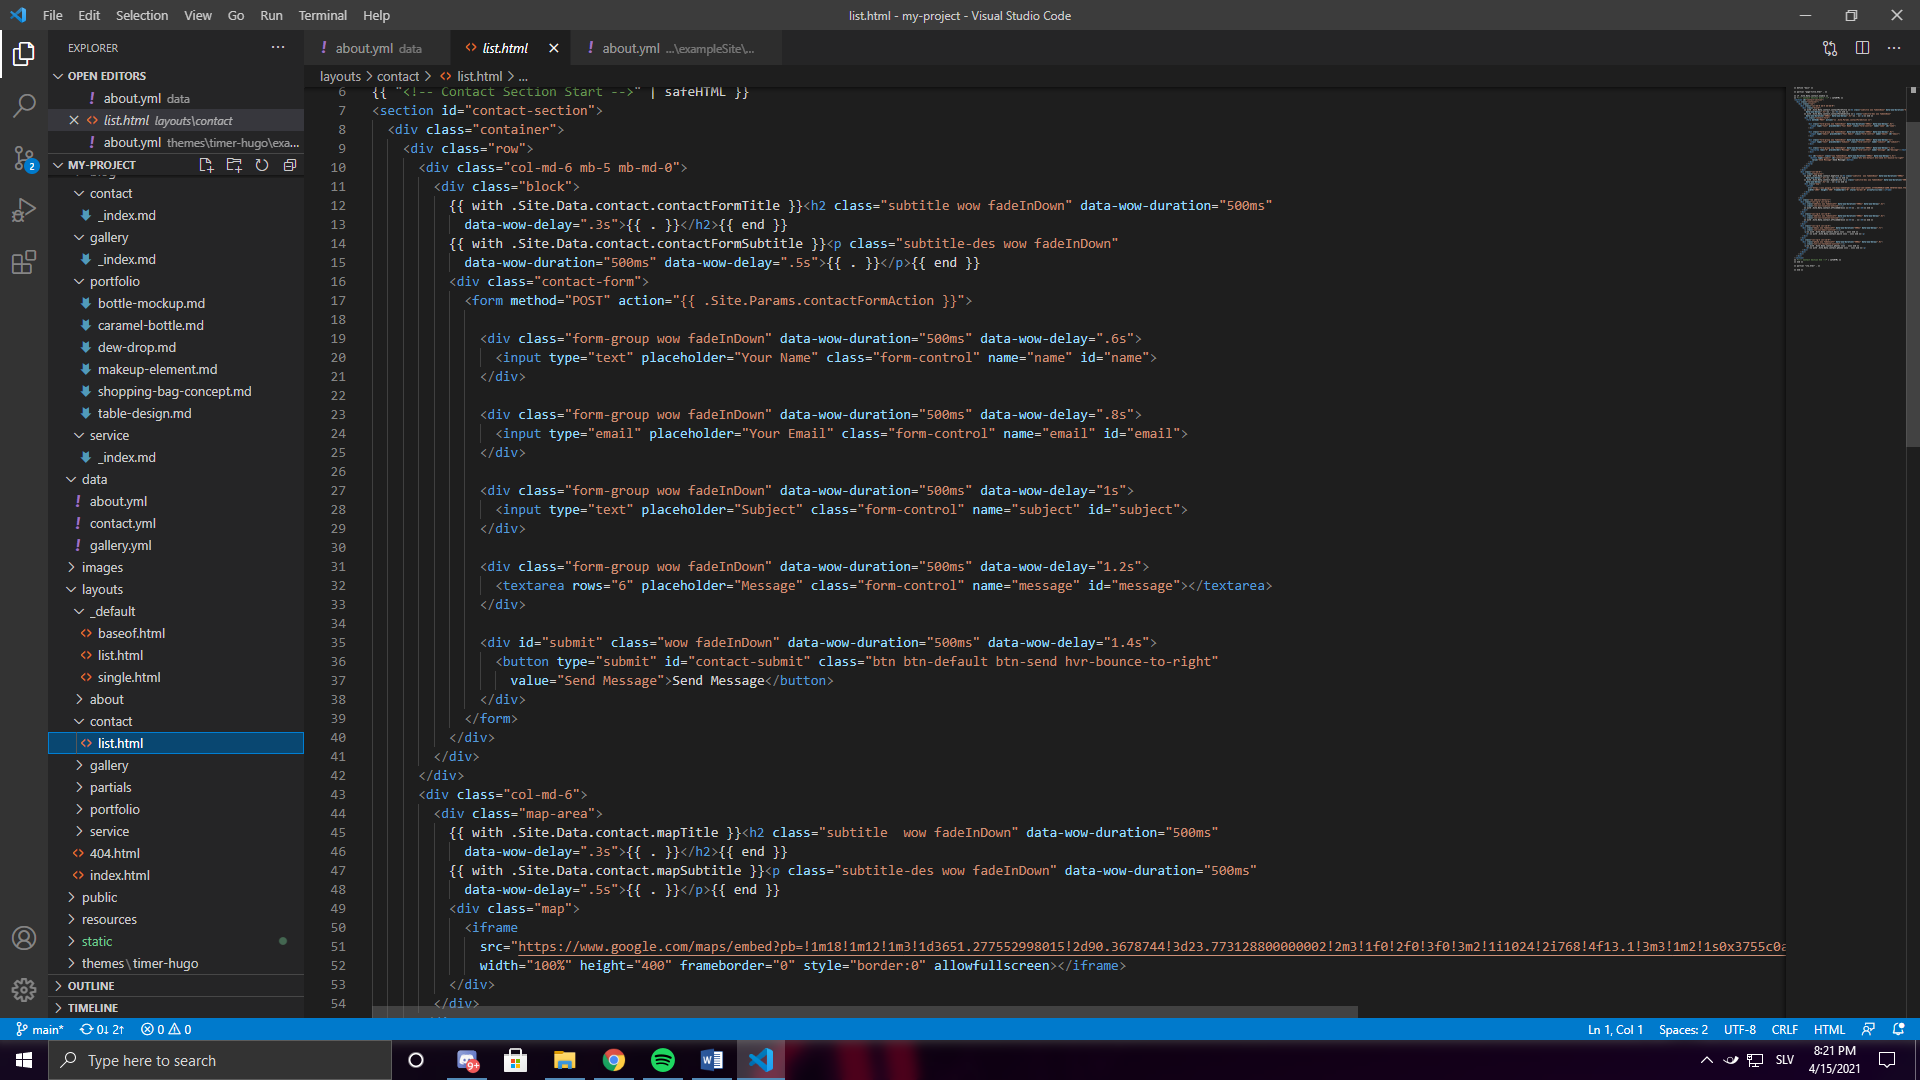 File Edit Selection View Go Run Terminal Help
list.html - my-project - Visual Studio Code
EXPLORER
OPEN EDITORS
! about.yml data
list.html layouts\contact
! about.yml themes\timer-hugo\exa...
MY-PROJECT
contact
_index.md
gallery
_index.md
portfolio
bottle-mockup.md
caramel-bottle.md
dew-drop.md
makeup-element.md
shopping-bag-concept.md
table-design.md
service
_index.md
data
! about.yml
! contact.yml
! gallery.yml
images
layouts
_default
baseof.html
list.html
single.html
about
contact
list.html
gallery
partials
portfolio
service
404.html
index.html
public
resources
static
themes\timer-hugo
OUTLINE
TIMELINE
2
! about.yml data
list.html
! about.yml ...\exampleSite\...
layouts > contact > list.html > ...
6 {{ "<!-- Contact Section Start -->" | safeHTML }}
7 <section id="contact-section">
8 <div class="container">
9 <div class="row">
10 <div class="col-md-6 mb-5 mb-md-0">
11 <div class="block">
12 {{ with .Site.Data.contact.contactFormTitle }}<h2 class="subtitle wow fadeInDown" data-wow-duration="500ms"
13 data-wow-delay=".3s">{{ . }}</h2>{{ end }}
14 {{ with .Site.Data.contact.contactFormSubtitle }}<p class="subtitle-des wow fadeInDown"
15 data-wow-duration="500ms" data-wow-delay=".5s">{{ . }}</p>{{ end }}
16 <div class="contact-form">
17 <form method="POST" action="{{ .Site.Params.contactFormAction }}">
18
19 <div class="form-group wow fadeInDown" data-wow-duration="500ms" data-wow-delay=".6s">
20 <input type="text" placeholder="Your Name" class="form-control" name="name" id="name">
21 </div>
22
23 <div class="form-group wow fadeInDown" data-wow-duration="500ms" data-wow-delay=".8s">
24 <input type="email" placeholder="Your Email" class="form-control" name="email" id="email">
25 </div>
26
27 <div class="form-group wow fadeInDown" data-wow-duration="500ms" data-wow-delay="1s">
28 <input type="text" placeholder="Subject" class="form-control" name="subject" id="subject">
29 </div>
30
31 <div class="form-group wow fadeInDown" data-wow-duration="500ms" data-wow-delay="1.2s">
32 <textarea rows="6" placeholder="Message" class="form-control" name="message" id="message"></textarea>
33 </div>
34
35 <div id="submit" class="wow fadeInDown" data-wow-duration="500ms" data-wow-delay="1.4s">
36 <button type="submit" id="contact-submit" class="btn btn-default btn-send hvr-bounce-to-right"
37 value="Send Message">Send Message</button>
38 </div>
39 </form>
40 </div>
41 </div>
42 </div>
43 <div class="col-md-6">
44 <div class="map-area">
45 {{ with .Site.Data.contact.mapTitle }}<h2 class="subtitle  wow fadeInDown" data-wow-duration="500ms"
46 data-wow-delay=".3s">{{ . }}</h2>{{ end }}
47 {{ with .Site.Data.contact.mapSubtitle }}<p class="subtitle-des wow fadeInDown" data-wow-duration="500ms"
48 data-wow-delay=".5s">{{ . }}</p>{{ end }}
49 <div class="map">
50 <iframe
51 src="https://www.google.com/maps/embed?pb=!1m18!1m12!1m3!1d3651.277552998015!2d90.3678744!3d23.773128800000002!2m3!1f0!2f0!3f0!3m2!1i1024!2i768!4f13.1!3m3!1m2!1s0x3755c0a
52 width="100%" height="400" frameborder="0" style="border:0" allowfullscreen></iframe>
53 </div>
54 </div>
main* 0↓ 2↑ 0 0
Ln 1, Col 1 Spaces: 2 UTF-8 CRLF HTML
Type here to search
9+
SLV
8:21 PM
4/15/2021